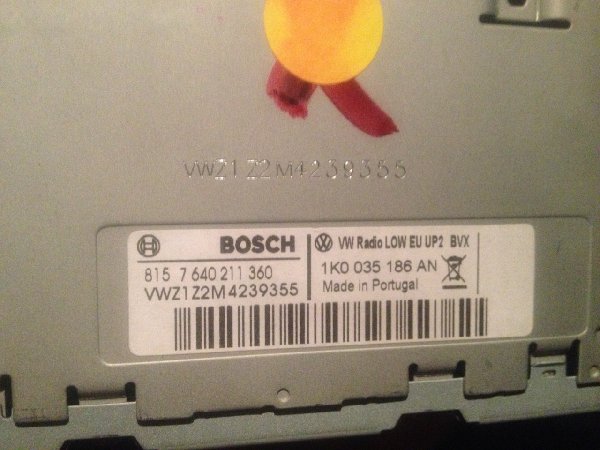 VWZ1Z2M4239355
BOSCH
815 7 640 211 360
VWZ1Z2M4239355
VW Radio LOW EU UP2 BVX
1K0 035 186 AN
Made in Portugal